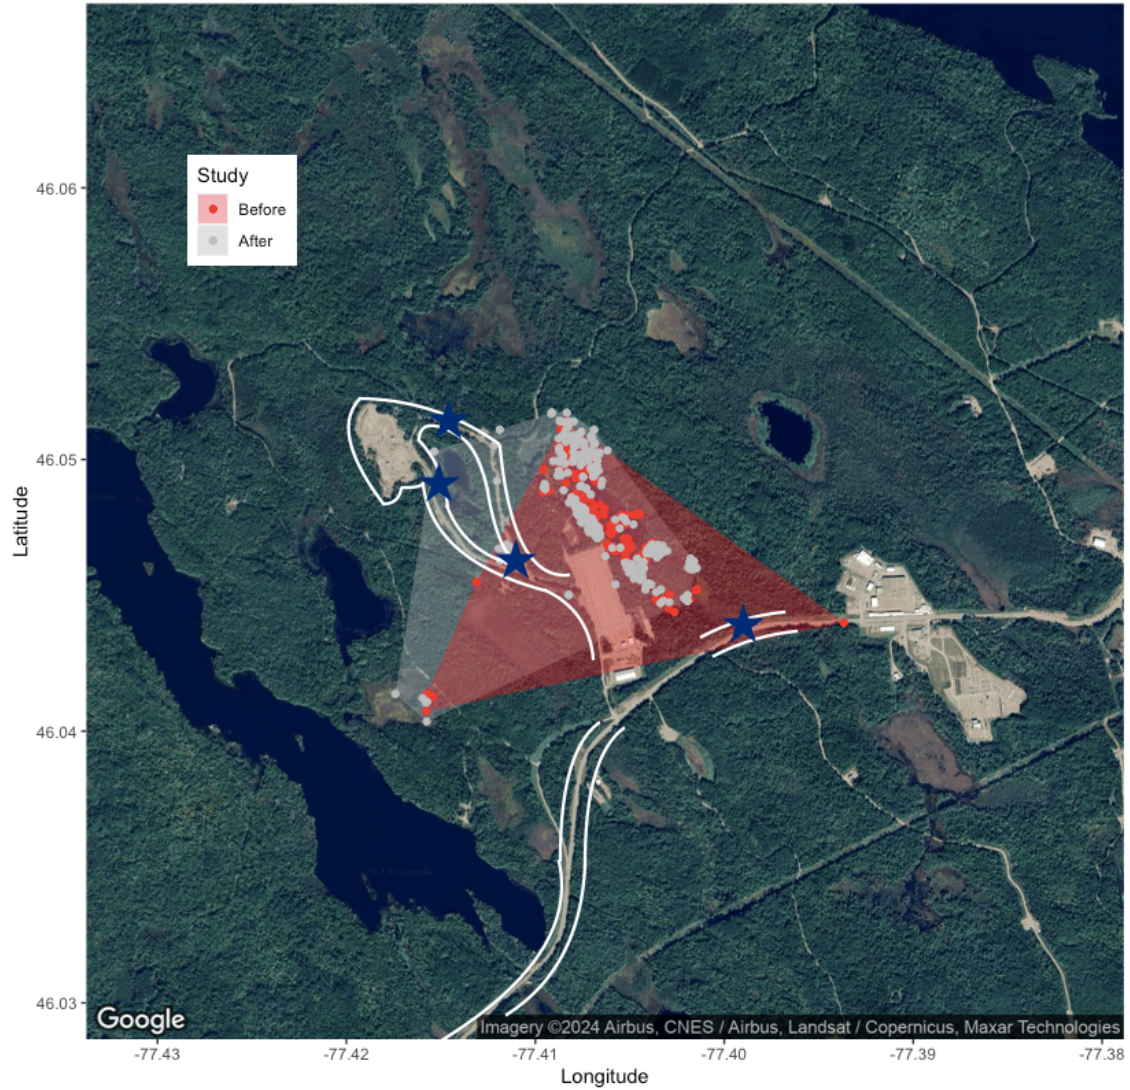 Study
Before
After
46.06
46.05
46.04
46.03
Latitude
Google
Imagery ©2024 Airbus, CNES / Airbus, Landsat / Copernicus, Maxar Technologies
-77.43
-77.42
-77.41
-77.40
-77.39
-77.38
Longitude